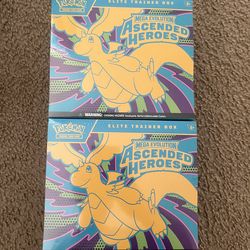 POKÉMON
ELITE TRAINER BOX
MEGA EVOLUTION
ASCENDED
HEROES
WARNING:
POKÉMON
ELITE TRAINER BOX
MEGA EVOLUTION
ASCENDED
HEROES